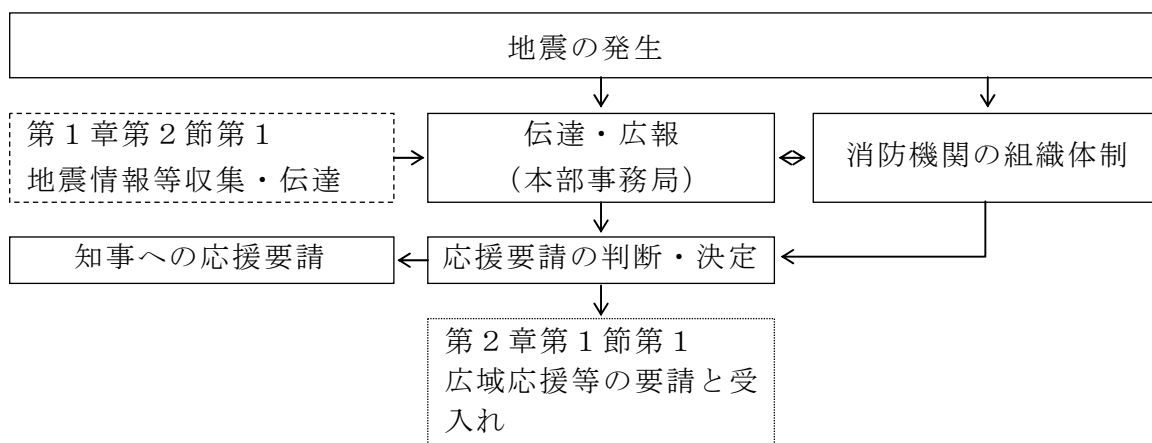 地震の発生
第１章第２節第１
地震情報等収集・伝達
伝達・広報
（本部事務局）
消防機関の組織体制
知事への応援要請
応援要請の判断・決定
第２章第１節第１
広域応援等の要請と受
入れ